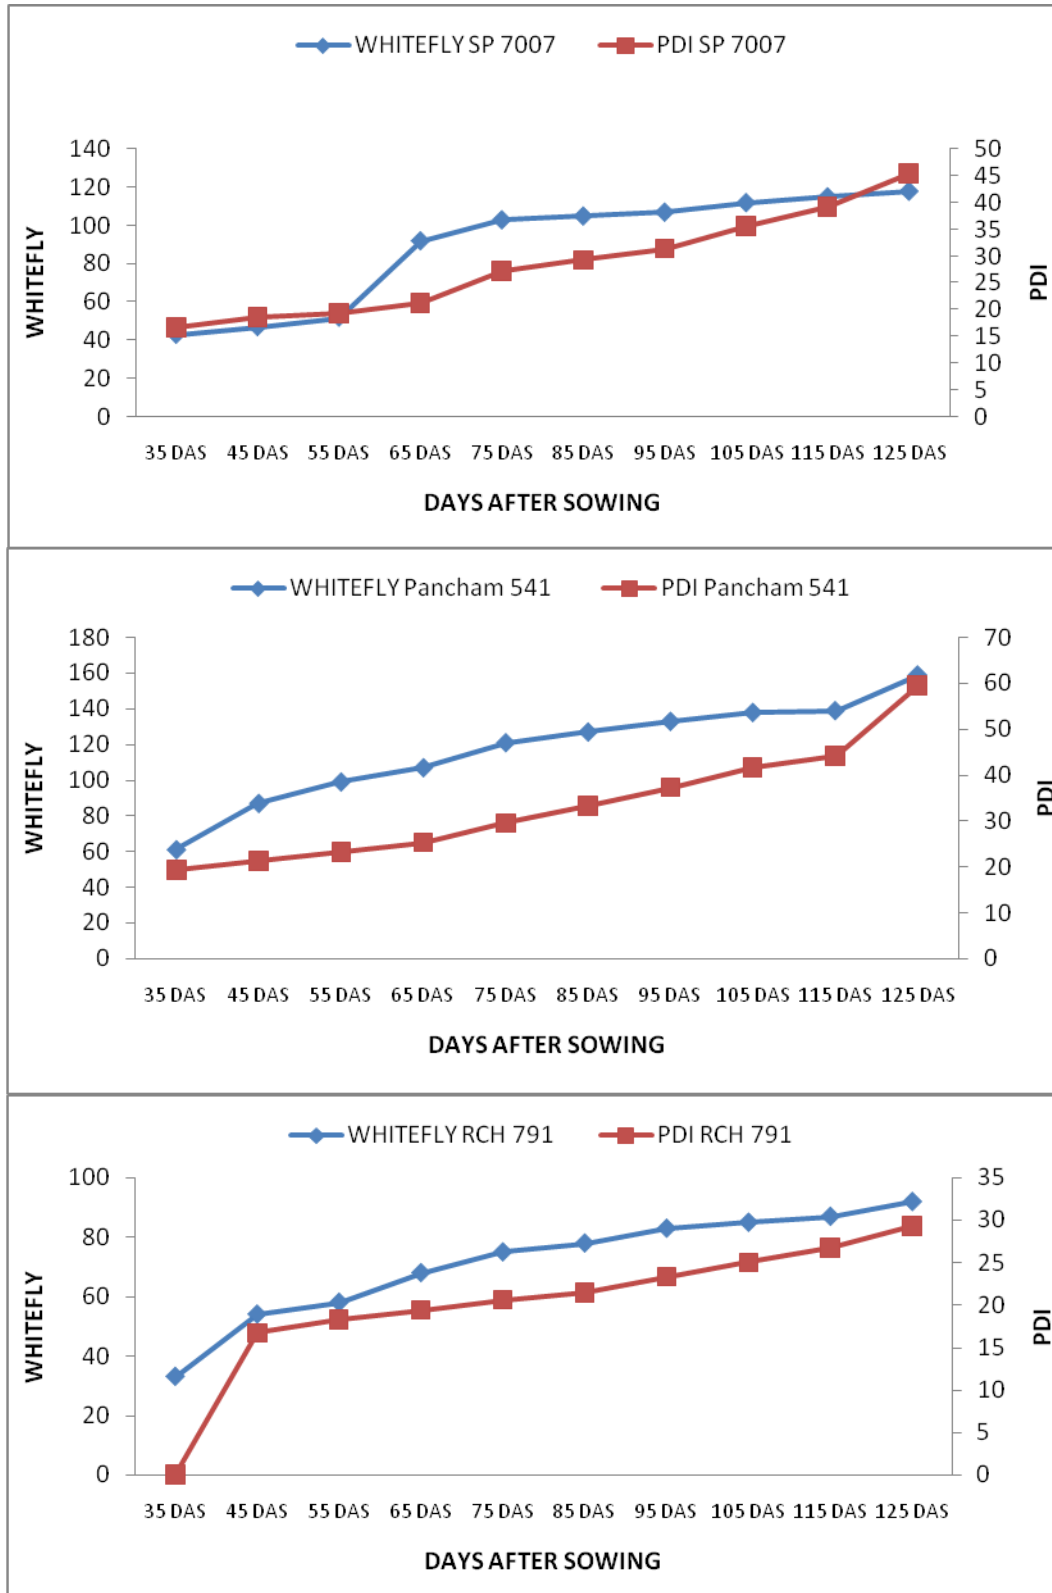 WHITEFLY SP 7007 PDI SP 7007
140 50
120 45
100 40
80 35
60 30
40 25
20 20
0 15
10
5
0
WHITEFLY
PDI
35 DAS 45 DAS 55 DAS 65 DAS 75 DAS 85 DAS 95 DAS 105 DAS 115 DAS 125 DAS
DAYS AFTER SOWING
WHITEFLY Pancham 541 PDI Pancham 541
180 70
160 60
140 50
120 40
100 30
80 20
60 10
40 0
20
0
WHITEFLY
PDI
35 DAS 45 DAS 55 DAS 65 DAS 75 DAS 85 DAS 95 DAS 105 DAS 115 DAS 125 DAS
DAYS AFTER SOWING
WHITEFLY RCH 791 PDI RCH 791
100 35
80 30
60 25
40 20
20 15
0 10
5
0
WHITEFLY
PDI
35 DAS 45 DAS 55 DAS 65 DAS 75 DAS 85 DAS 95 DAS 105 DAS 115 DAS 125 DAS
DAYS AFTER SOWING